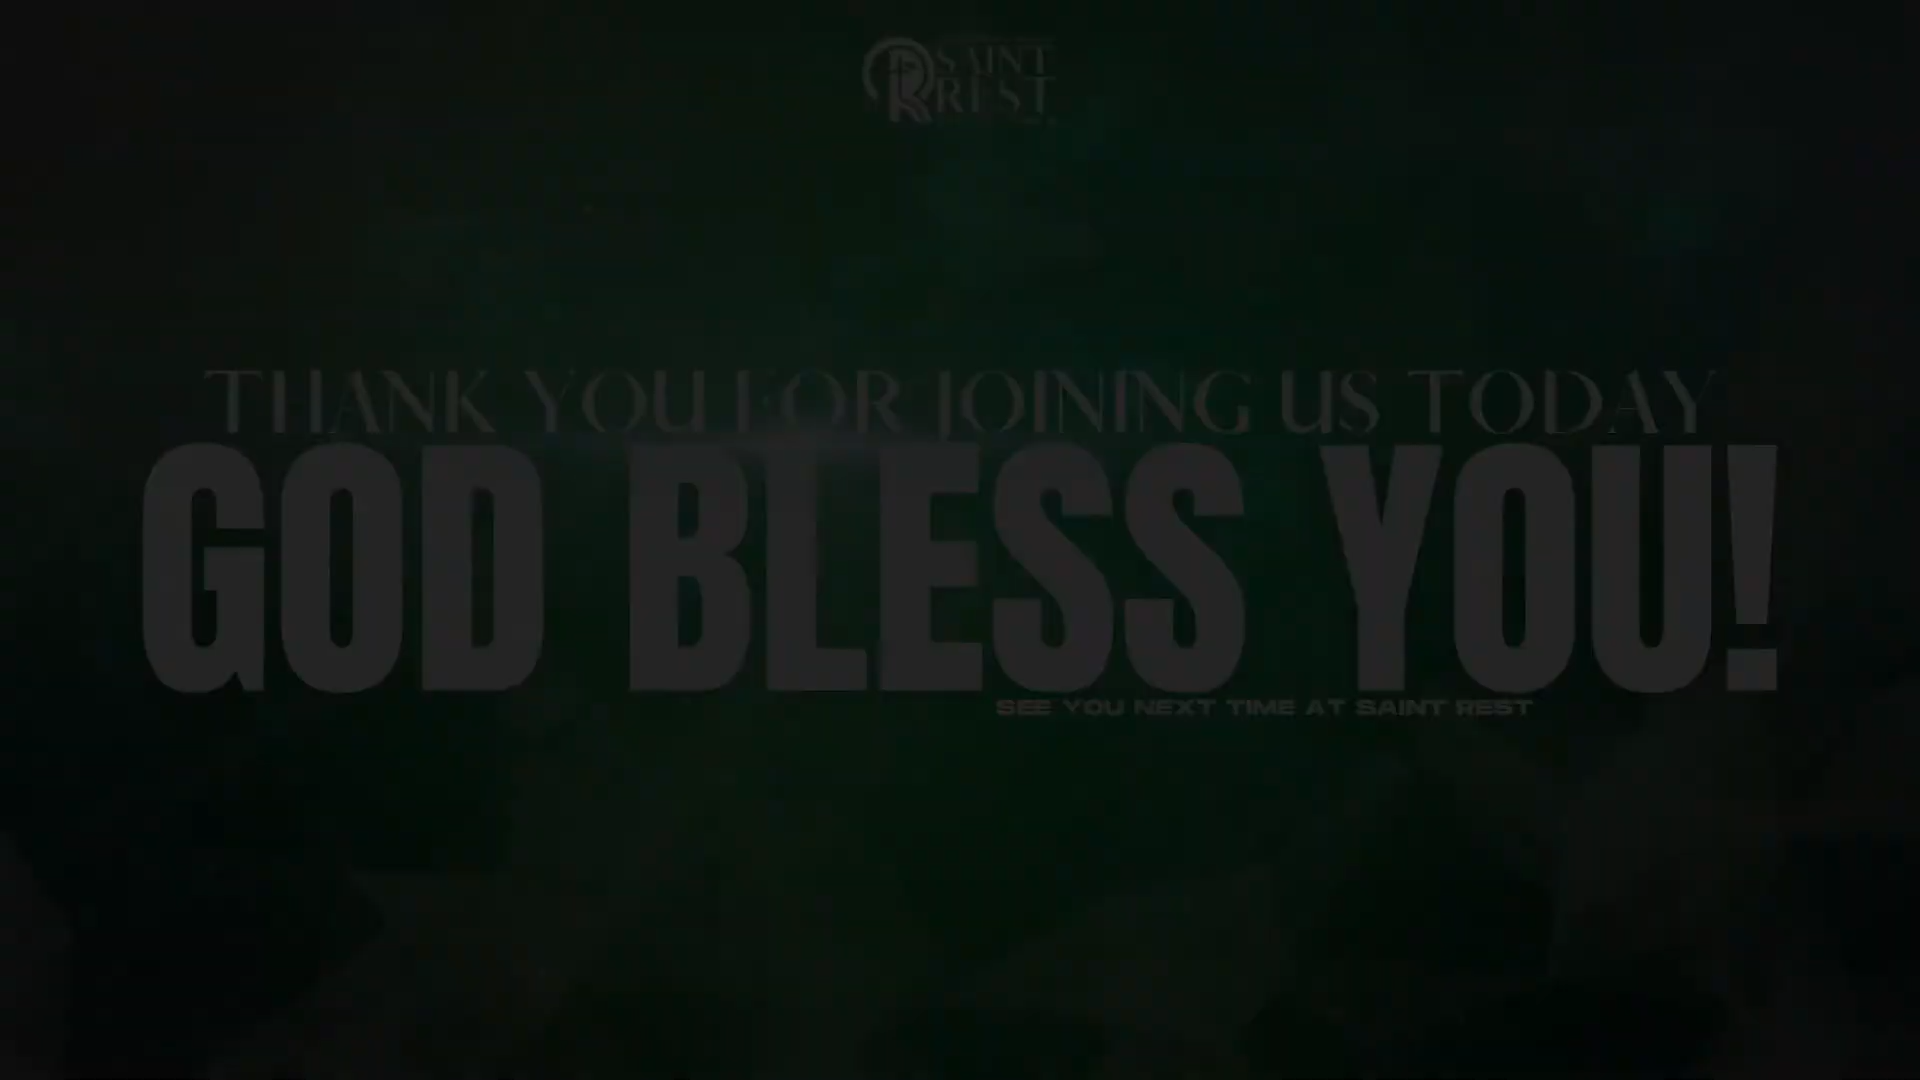 SAINT
REST
THANK YOU FOR JOINING US TODAY
GOD BLESS YOU!
SEE YOU NEXT TIME AT SAINT REST